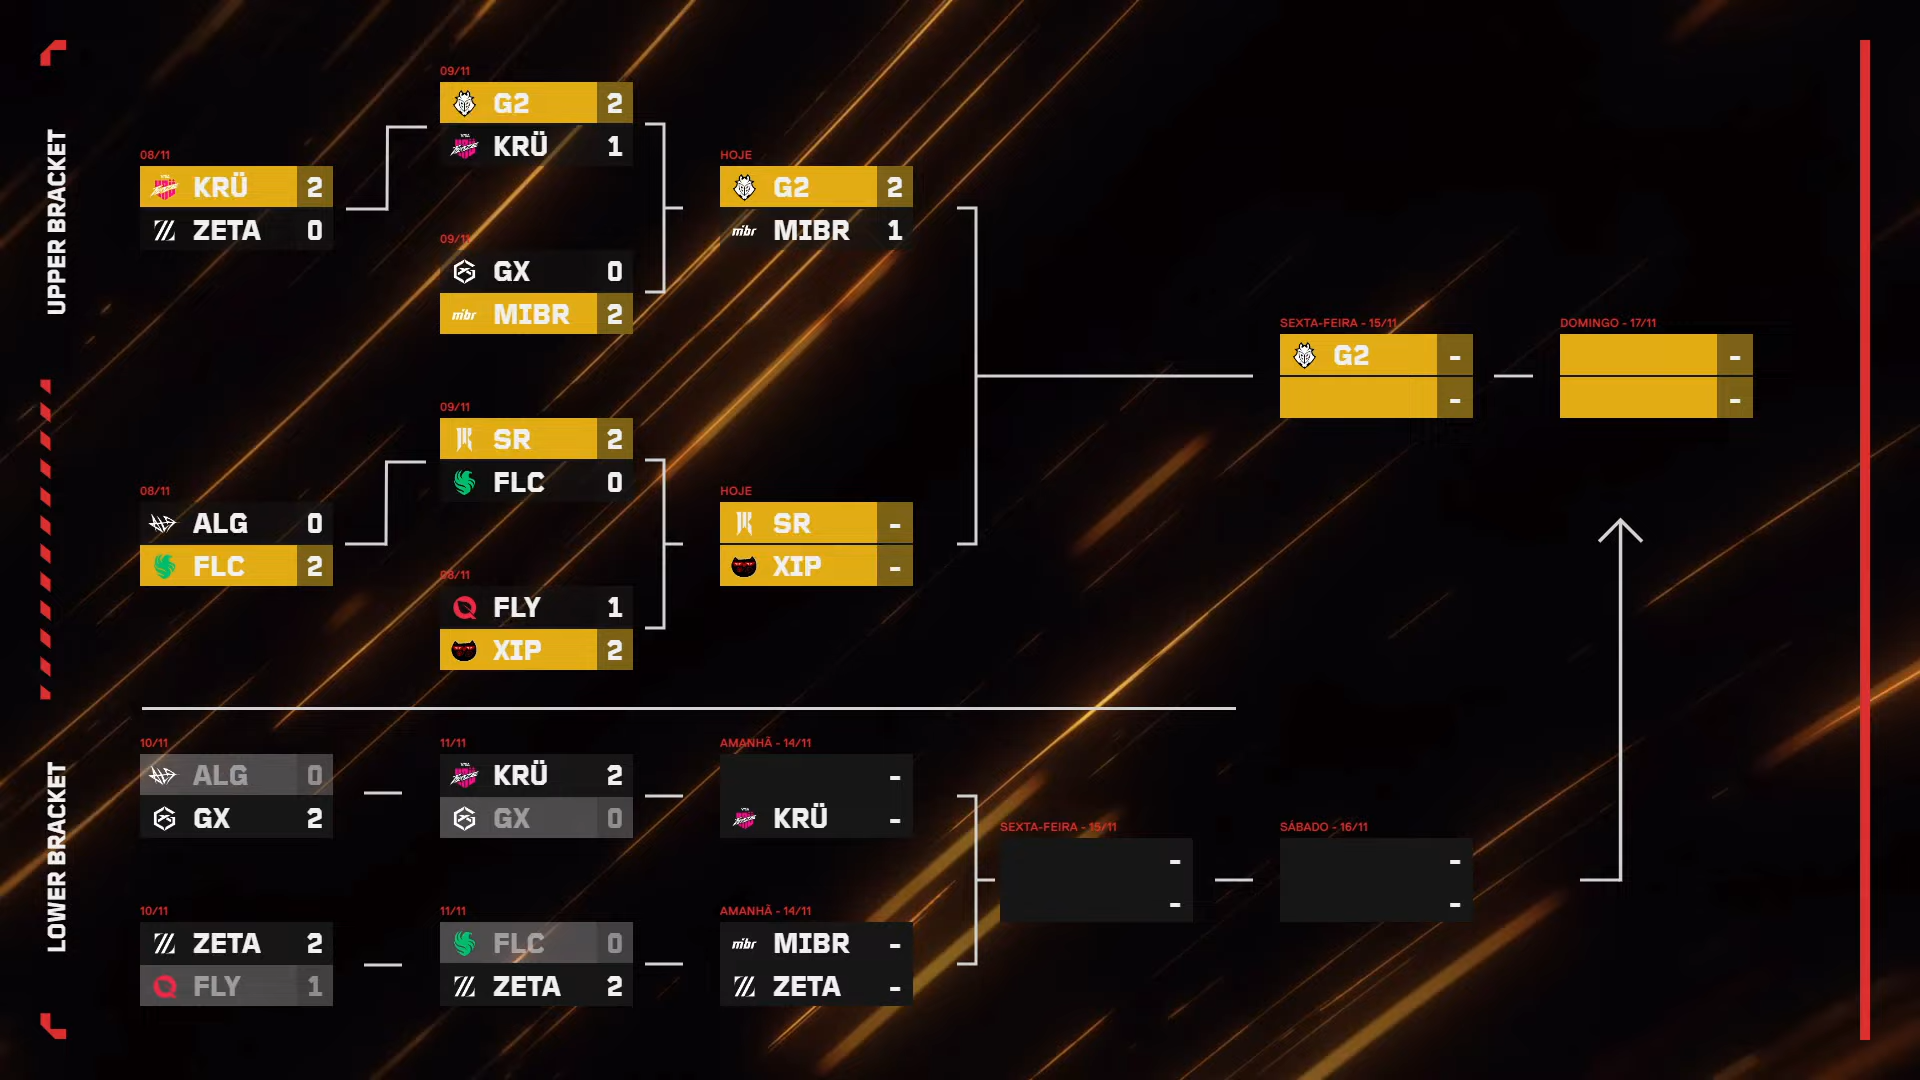 UPPER BRACKET
08/11
KRÜ 2
ZETA 0
08/11
ALG 0
FLC 2
09/11
G2 2
KRÜ 1
09/11
GX 0
mibr MIBR 2
09/11
SR 2
FLC 0
08/11
FLY 1
XIP 2
HOJE
G2 2
mibr MIBR 1
HOJE
SR -
XIP -
SEXTA-FEIRA - 15/11
G2 -
-
DOMINGO - 17/11
-
-
LOWER BRACKET
10/11
ALG 0
GX 2
10/11
ZETA 2
FLY 1
11/11
KRÜ 2
GX 0
11/11
FLC 0
ZETA 2
AMANHÃ - 14/11
-
KRÜ -
AMANHÃ - 14/11
mibr MIBR -
ZETA -
SEXTA-FEIRA - 15/11
-
-
SÁBADO - 16/11
-
-